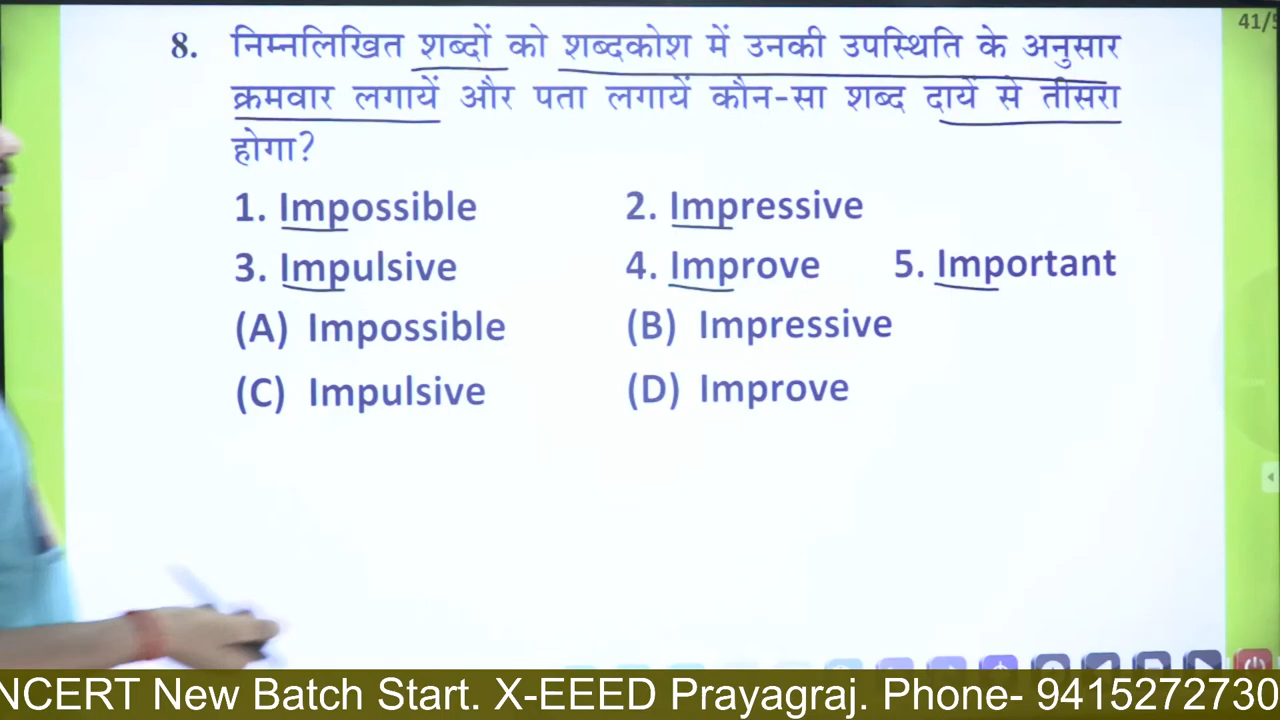 41/5
8. निम्नलिखित शब्दों को शब्दकोश में उनकी उपस्थिति के अनुसार
क्रमवार लगायें और पता लगायें कौन-सा शब्द दायें से तीसरा
होगा?
1. Impossible 2. Impressive
3. Impulsive 4. Improve 5. Important
(A) Impossible (B) Impressive
(C) Impulsive (D) Improve
NCERT New Batch Start. X-EEED Prayagraj. Phone- 9415272730